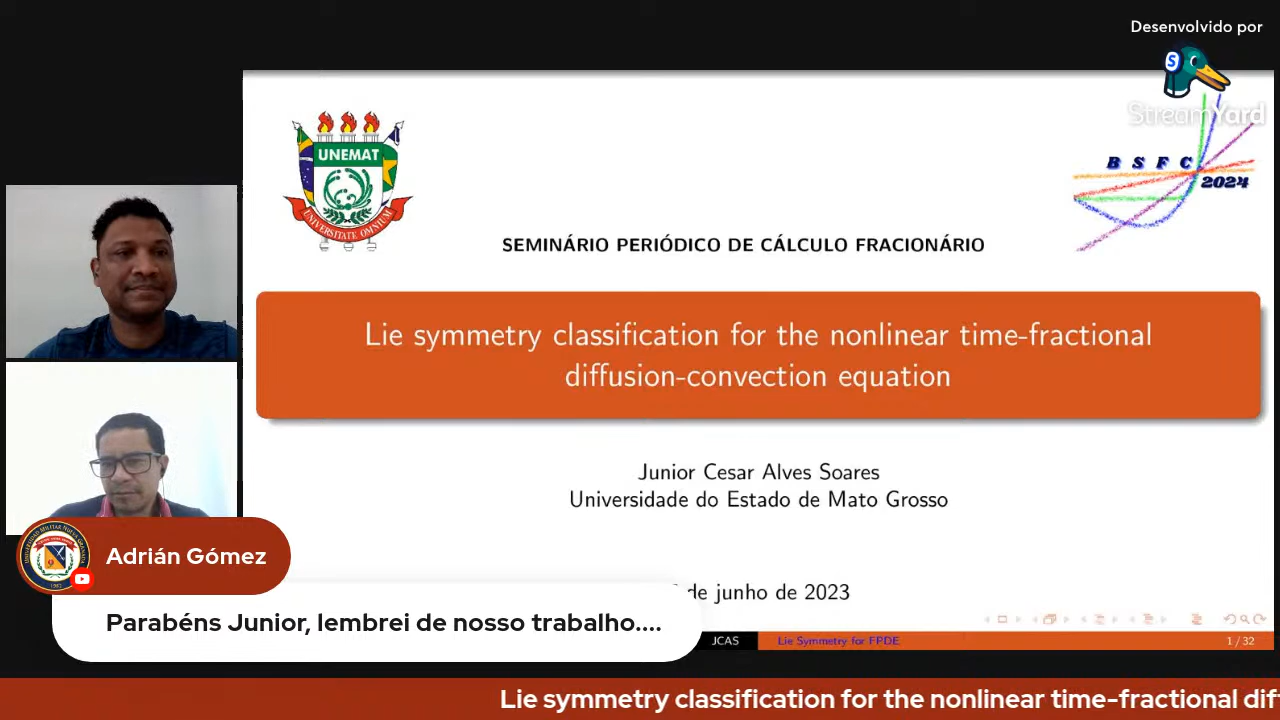 Desenvolvido por
S
StreamYard
UNEMAT
UNIVERSITATE OMNIUM
B S F C
2024
SEMINÁRIO PERIÓDICO DE CÁLCULO FRACIONÁRIO
Lie symmetry classification for the nonlinear time-fractional
diffusion-convection equation
Junior Cesar Alves Soares
Universidade do Estado de Mato Grosso
de junho de 2023
Adrián Gómez
Parabéns Junior, lembrei de nosso trabalho....
JCAS
Lie Symmetry for FPDE
1 / 32
Lie symmetry classification for the nonlinear time-fractional dif